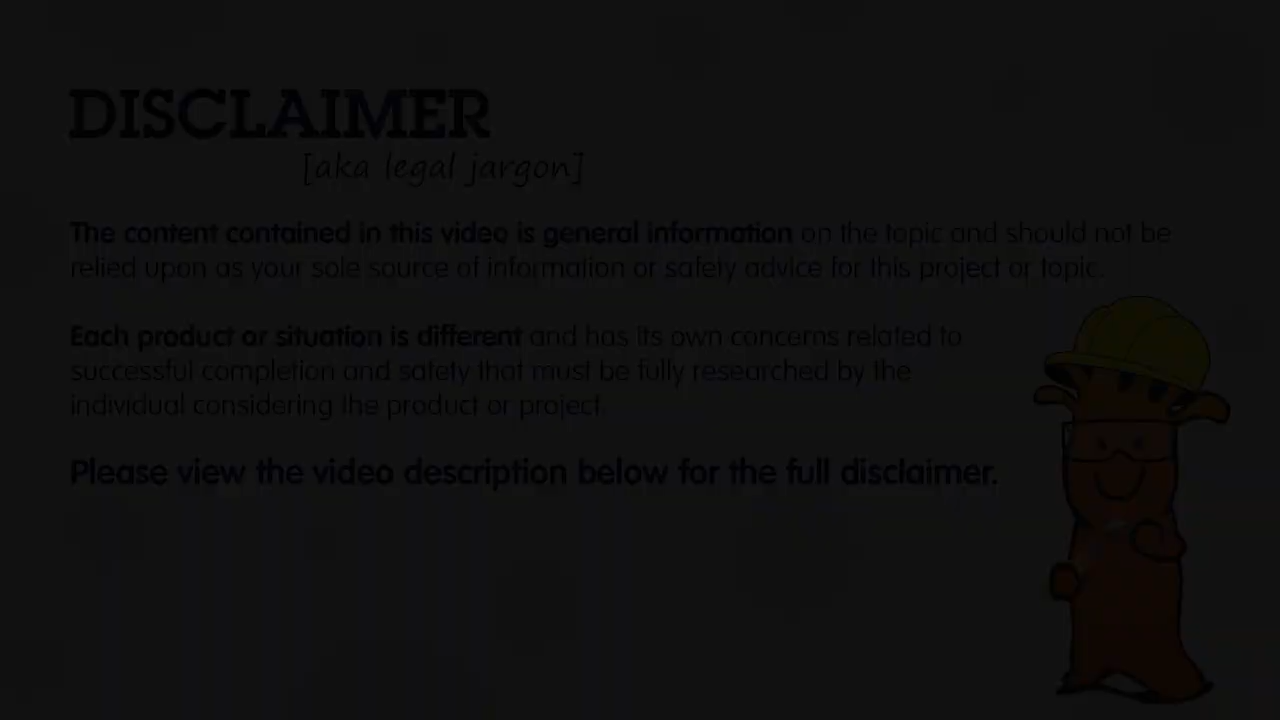 DISCLAIMER
[aka legal jargon]
The content contained in this video is general information on the topic and should not be
relied upon as your sole source of information or safety advice for this project or topic.
Each product or situation is different and has its own concerns related to
successful completion and safety that must be fully researched by the
individual considering the product or project.
Please view the video description below for the full disclaimer.